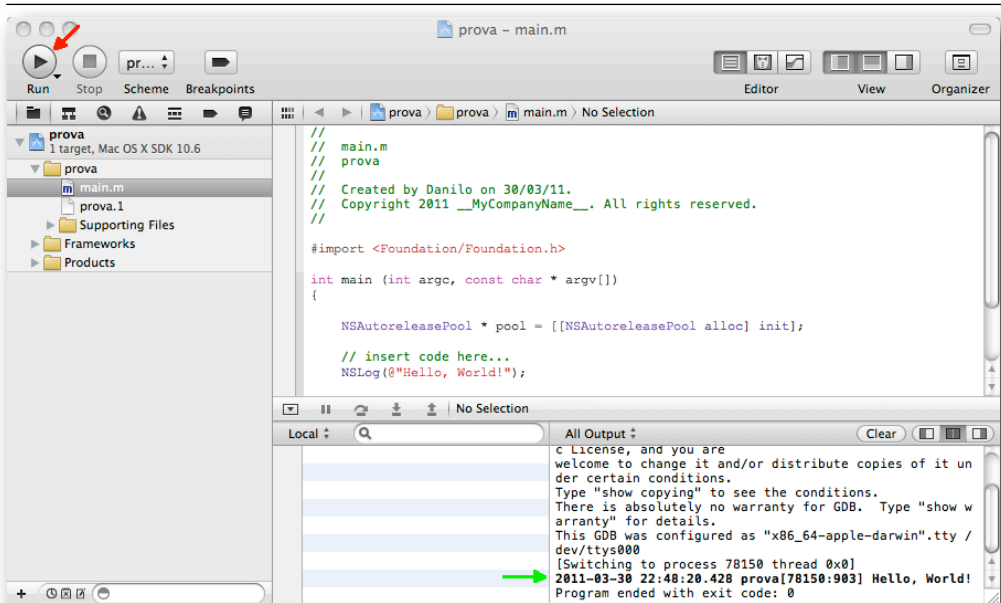 prova – main.m
pr...
Run Stop Scheme Breakpoints Editor View Organizer
prova prova main.m No Selection
prova
1 target, Mac OS X SDK 10.6
prova
main.m
prova.1
Supporting Files
Frameworks
Products
//
//  main.m
//  prova
//
//  Created by Danilo on 30/03/11.
//  Copyright 2011 __MyCompanyName__. All rights reserved.
//
#import <Foundation/Foundation.h>
int main (int argc, const char * argv[])
{
NSAutoreleasePool * pool = [[NSAutoreleasePool alloc] init];
// insert code here...
NSLog(@"Hello, World!");
No Selection
Local All Output Clear
c License, and you are
welcome to change it and/or distribute copies of it un
der certain conditions.
Type "show copying" to see the conditions.
There is absolutely no warranty for GDB.  Type "show w
arranty" for details.
This GDB was configured as "x86_64-apple-darwin".tty /
dev/ttys000
[Switching to process 78150 thread 0x0]
2011-03-30 22:48:20.428 prova[78150:903] Hello, World!
Program ended with exit code: 0